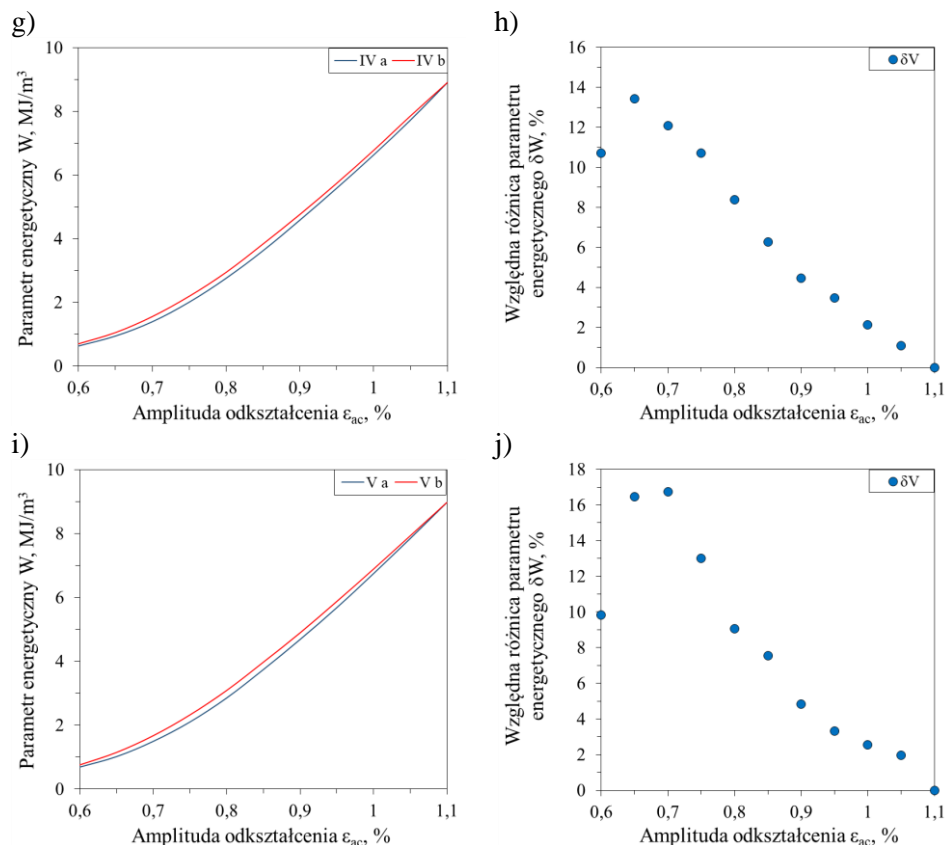 g)
IV a IV b
Parametr energetyczny W, MJ/m³
10
8
6
4
2
0
0,6 0,7 0,8 0,9 1 1,1
Amplituda odkształcenia εac, %
h)
δV
Względna różnica parametru
energetycznego δW, %
16
14
12
10
8
6
4
2
0
0,6 0,7 0,8 0,9 1 1,1
Amplituda odkształcenia εac, %
i)
V a V b
Parametr energetyczny W, MJ/m³
10
8
6
4
2
0
0,6 0,7 0,8 0,9 1 1,1
Amplituda odkształcenia εac, %
j)
δV
Względna różnica parametru
energetycznego δW, %
18
16
14
12
10
8
6
4
2
0
0,6 0,7 0,8 0,9 1 1,1
Amplituda odkształcenia εac, %